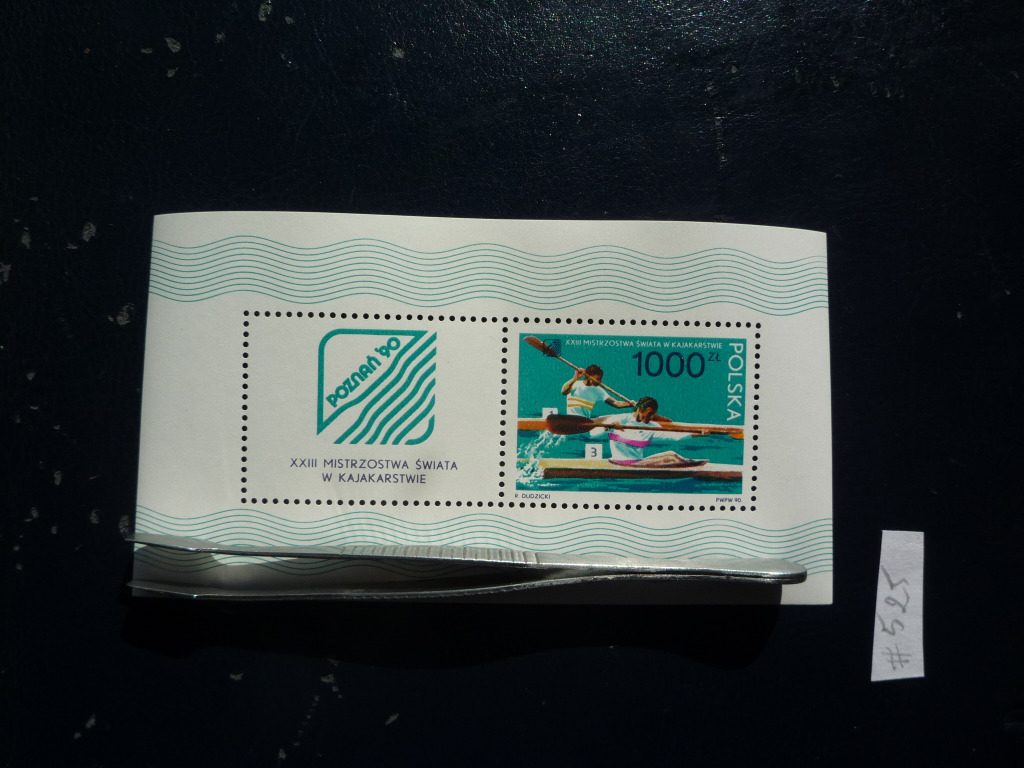 POZNAŃ '90
XXIII MISTRZOSTWA ŚWIATA
W KAJAKARSTWIE
XXIII MISTRZOSTWA ŚWIATA W KAJAKARSTWIE
1000 ZŁ
POLSKA
3
R. DUDZICKI
PWPW 90
#525